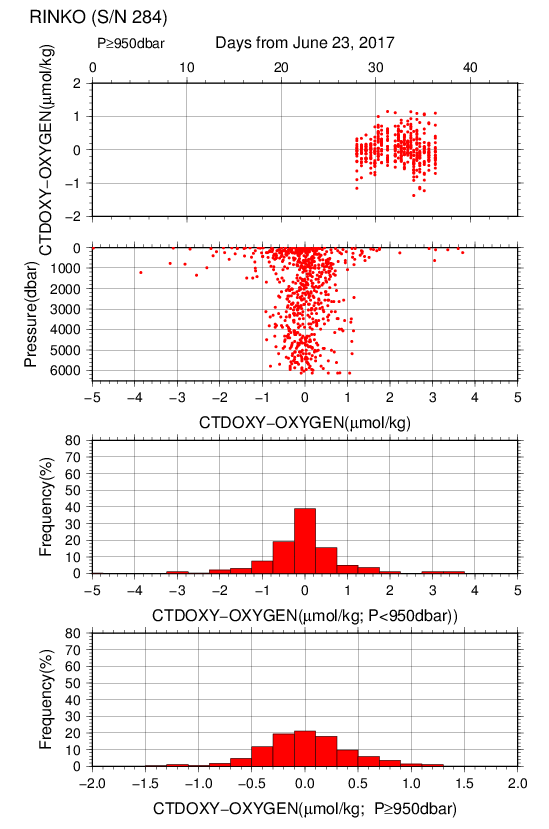 RINKO (S/N 284)
P≥950dbar
Days from June 23, 2017
0 10 20 30 40
CTDOXY−OXYGEN(μmol/kg)
2
1
0
−1
−2
Pressure(dbar)
0
1000
2000
3000
4000
5000
6000
−5 −4 −3 −2 −1 0 1 2 3 4 5
CTDOXY−OXYGEN(μmol/kg)
Frequency(%)
80
70
60
50
40
30
20
10
0
−5 −4 −3 −2 −1 0 1 2 3 4 5
CTDOXY−OXYGEN(μmol/kg; P<950dbar))
Frequency(%)
80
70
60
50
40
30
20
10
0
−2.0 −1.5 −1.0 −0.5 0.0 0.5 1.0 1.5 2.0
CTDOXY−OXYGEN(μmol/kg; P≥950dbar)